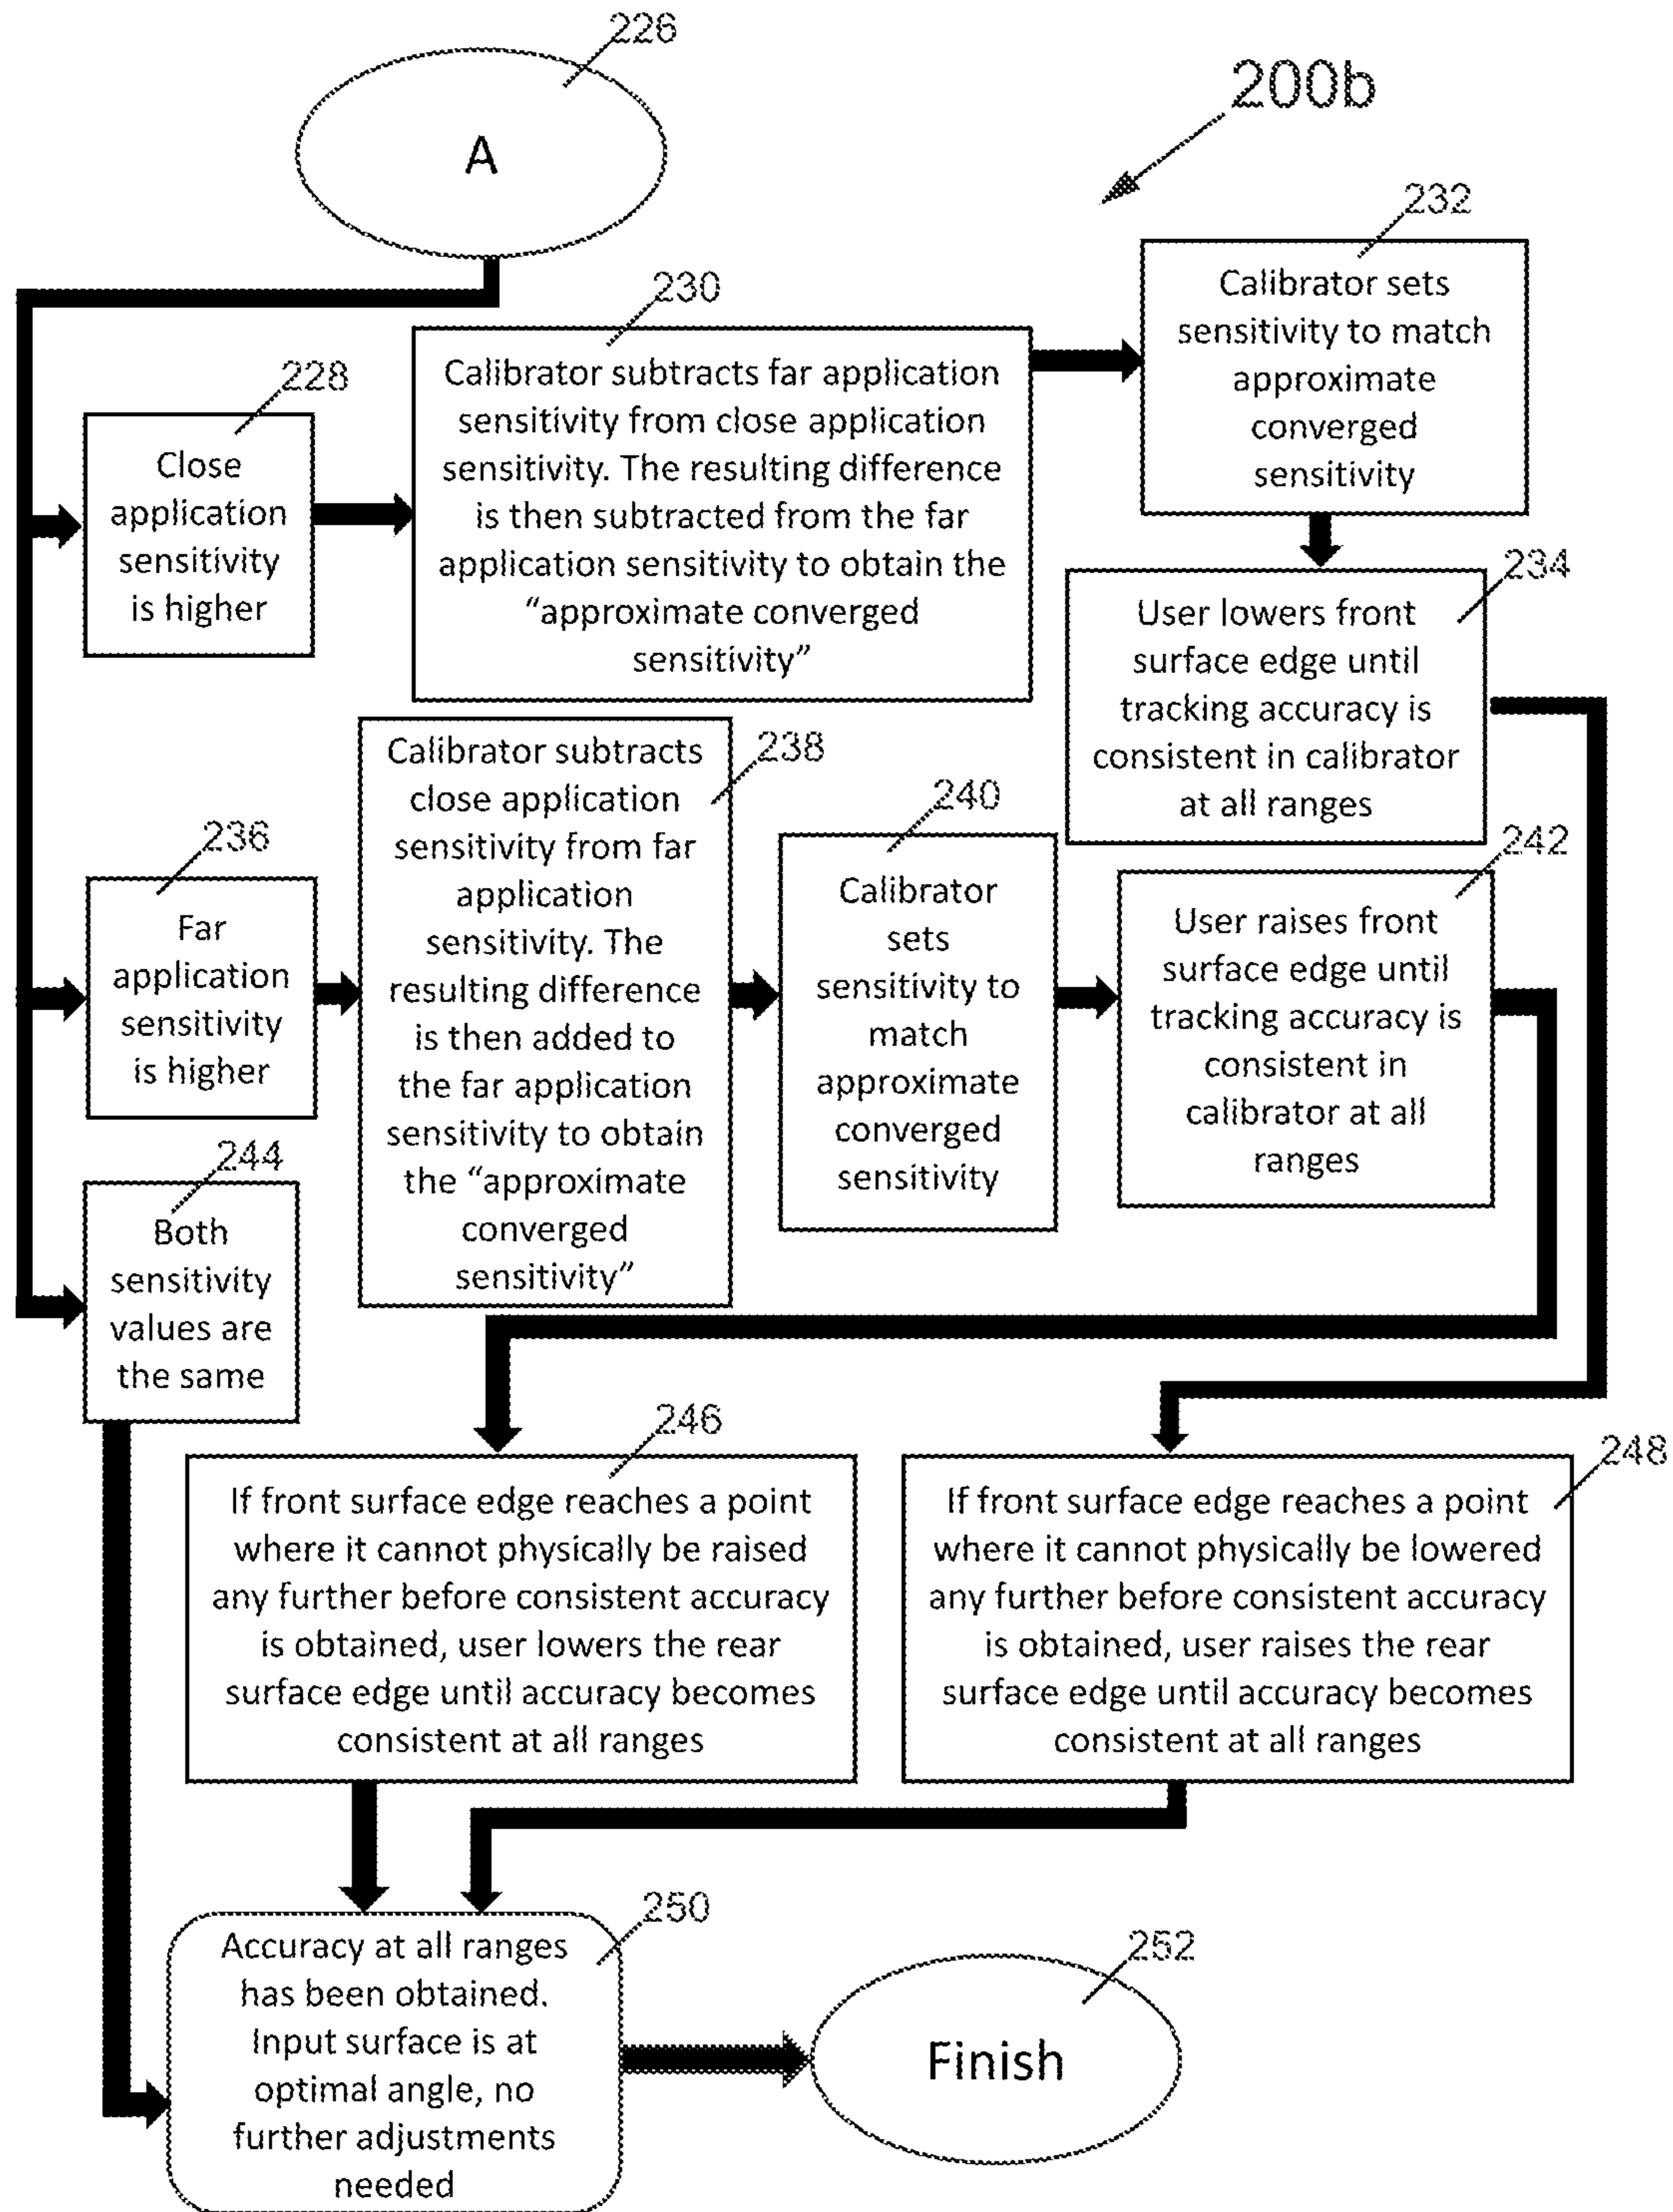 226
A
200b
232
Calibrator sets
sensitivity to match
approximate
converged
sensitivity
230
Calibrator subtracts far application
sensitivity from close application
sensitivity. The resulting difference
is then subtracted from the far
application sensitivity to obtain the
“approximate converged
sensitivity”
228
Close
application
sensitivity
is higher
234
User lowers front
surface edge until
tracking accuracy is
consistent in calibrator
at all ranges
236
Far
application
sensitivity
is higher
238
Calibrator subtracts
close application
sensitivity from far
application
sensitivity. The
resulting difference
is then added to
the far application
sensitivity to obtain
the “approximate
converged
sensitivity”
240
Calibrator
sets
sensitivity to
match
approximate
converged
sensitivity
242
User raises front
surface edge until
tracking accuracy is
consistent in
calibrator at all
ranges
244
Both
sensitivity
values are
the same
246
If front surface edge reaches a point
where it cannot physically be raised
any further before consistent accuracy
is obtained, user lowers the rear
surface edge until accuracy becomes
consistent at all ranges
248
If front surface edge reaches a point
where it cannot physically be lowered
any further before consistent accuracy
is obtained, user raises the rear
surface edge until accuracy becomes
consistent at all ranges
250
Accuracy at all ranges
has been obtained.
Input surface is at
optimal angle, no
further adjustments
needed
252
Finish